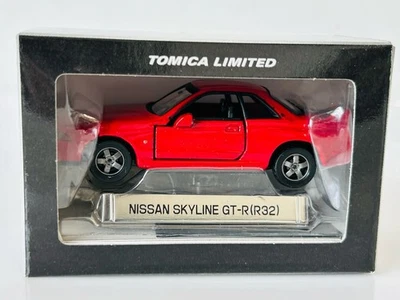 TOMICA LIMITED
NISSAN SKYLINE GT-R(R32)